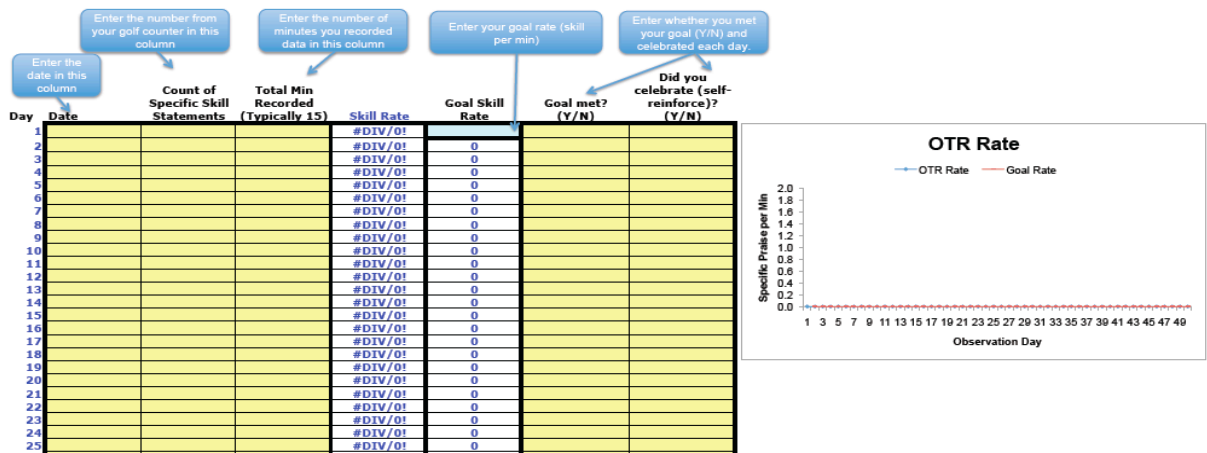 Enter the number from
your golf counter in this
column
Enter the number of
minutes you recorded
data in this column
Enter your goal rate (skill
per min)
Enter whether you met
your goal (Y/N) and
celebrated each day.
Enter the
date in this
column
Day
Date
Count of
Specific Skill
Statements
Total Min
Recorded
(Typically 15)
Skill Rate
Goal Skill
Rate
Goal met?
(Y/N)
Did you
celebrate (self-
reinforce)?
(Y/N)
1 #DIV/0!
2 #DIV/0! 0
3 #DIV/0! 0
4 #DIV/0! 0
5 #DIV/0! 0
6 #DIV/0! 0
7 #DIV/0! 0
8 #DIV/0! 0
9 #DIV/0! 0
10 #DIV/0! 0
11 #DIV/0! 0
12 #DIV/0! 0
13 #DIV/0! 0
14 #DIV/0! 0
15 #DIV/0! 0
16 #DIV/0! 0
17 #DIV/0! 0
18 #DIV/0! 0
19 #DIV/0! 0
20 #DIV/0! 0
21 #DIV/0! 0
22 #DIV/0! 0
23 #DIV/0! 0
24 #DIV/0! 0
25 #DIV/0! 0
OTR Rate
OTR Rate Goal Rate
Specific Praise per Min
2.0
1.8
1.6
1.4
1.2
1.0
0.8
0.6
0.4
0.2
0.0
1 3 5 7 9 11 13 15 17 19 21 23 25 27 29 31 33 35 37 39 41 43 45 47 49
Observation Day